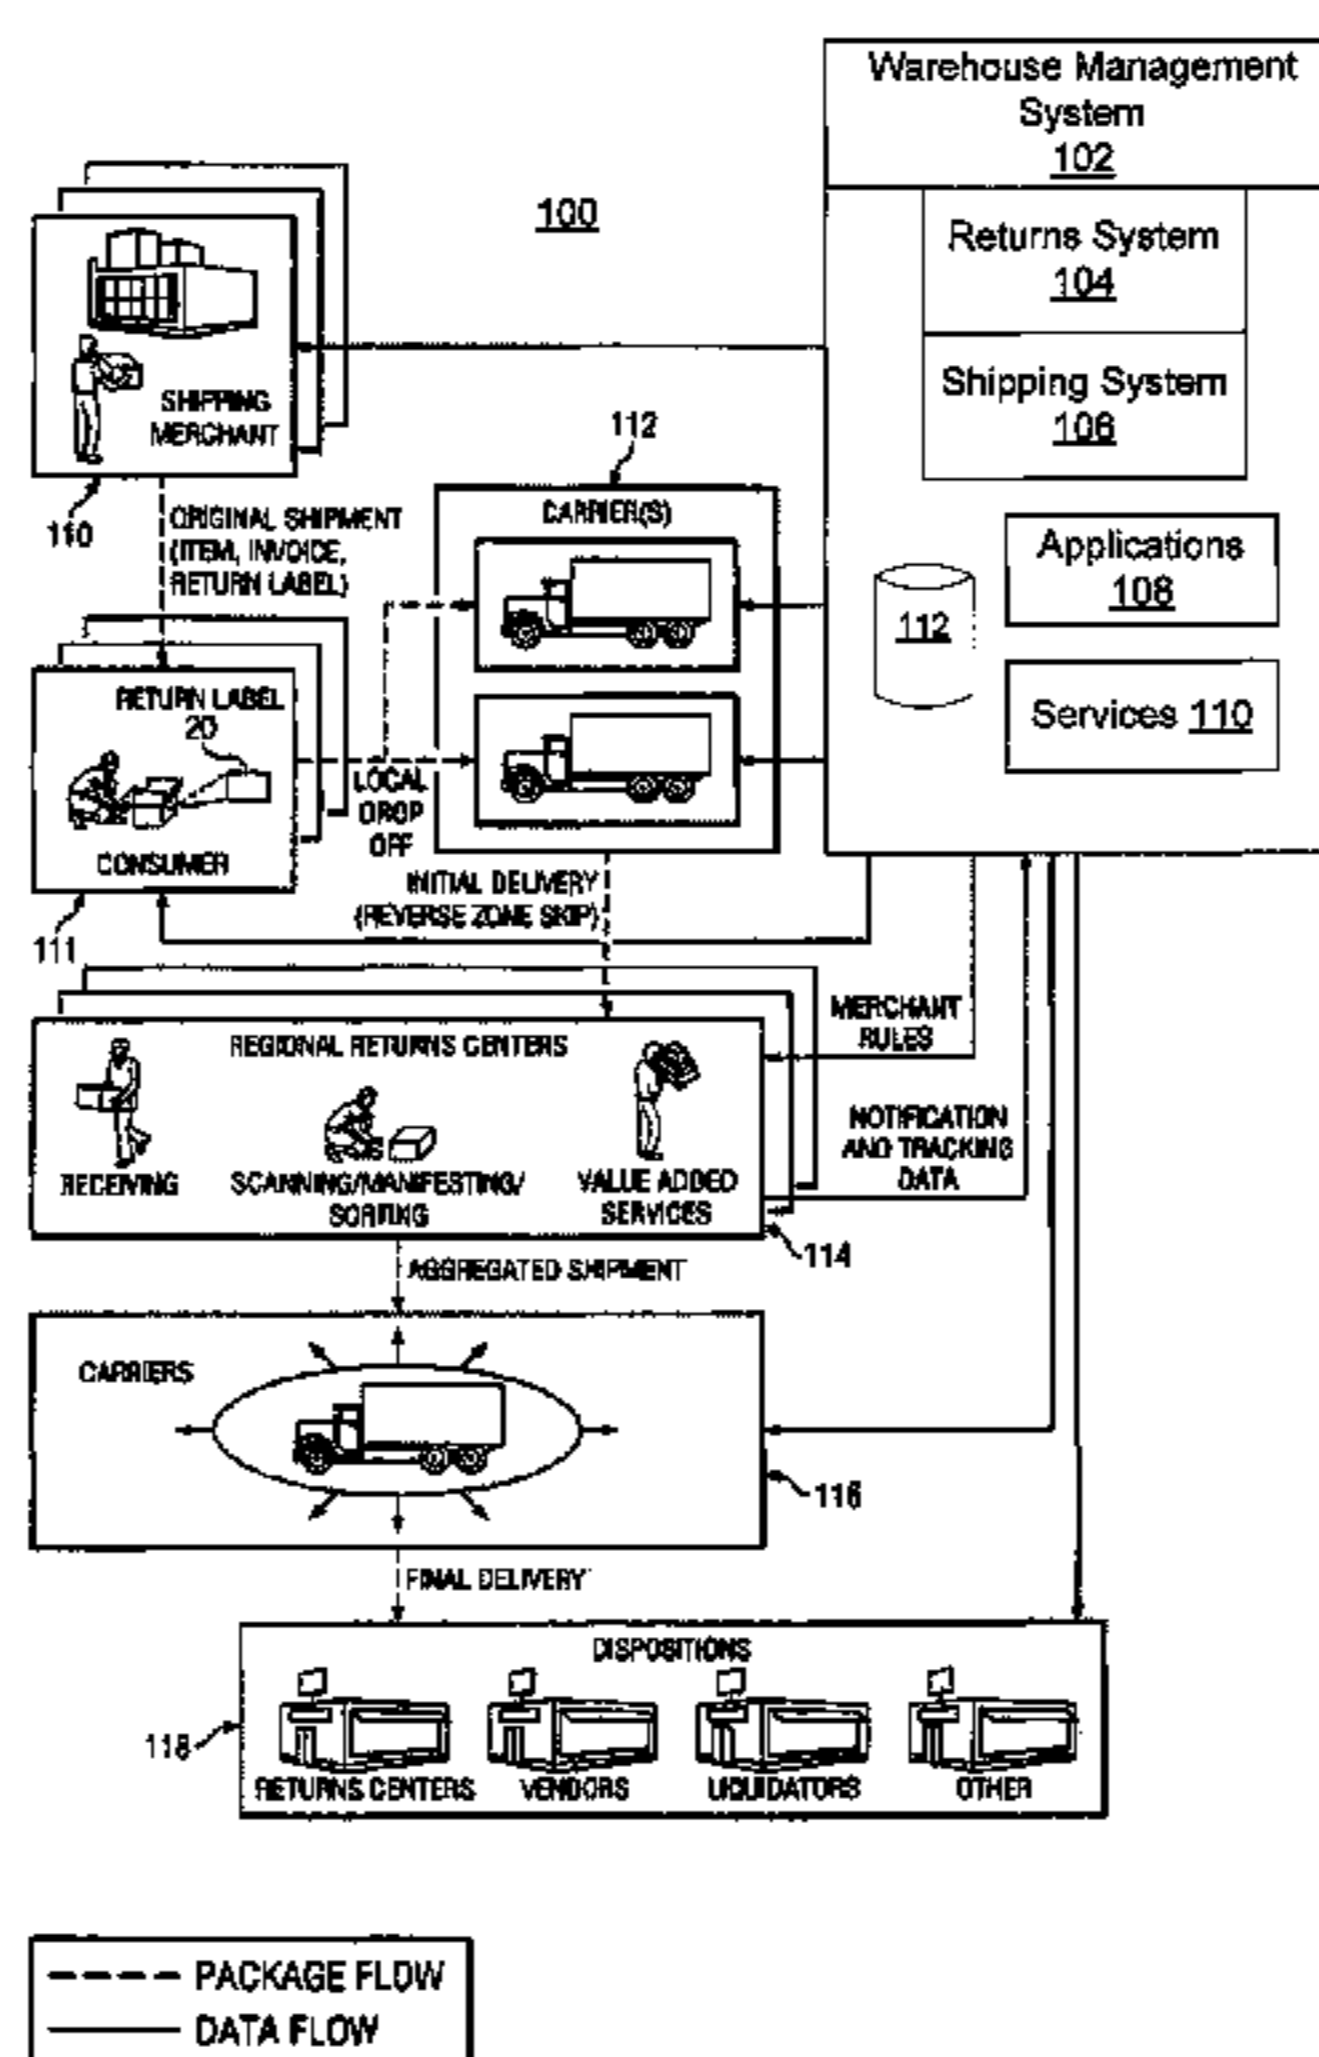 Warehouse Management
System
102
Returns System
104
Shipping System
106
Applications
108
112
Services 110
100
SHIPPING
MERCHANT
110
ORIGINAL SHIPMENT
(ITEM, INVOICE,
RETURN LABEL)
112
CARRIER(S)
RETURN LABEL
20
CONSUMER
111
LOCAL
DROP
OFF
INITIAL DELIVERY
(REVERSE ZONE SKIP)
MERCHANT
RULES
REGIONAL RETURNS CENTERS
RECEIVING
SCANNING/MANIFESTING/
SORTING
VALUE ADDED
SERVICES
NOTIFICATION
AND TRACKING
DATA
114
AGGREGATED SHIPMENT
CARRIERS
116
FINAL DELIVERY
DISPOSITIONS
118
RETURNS CENTERS
VENDORS
LIQUIDATORS
OTHER
PACKAGE FLOW
DATA FLOW